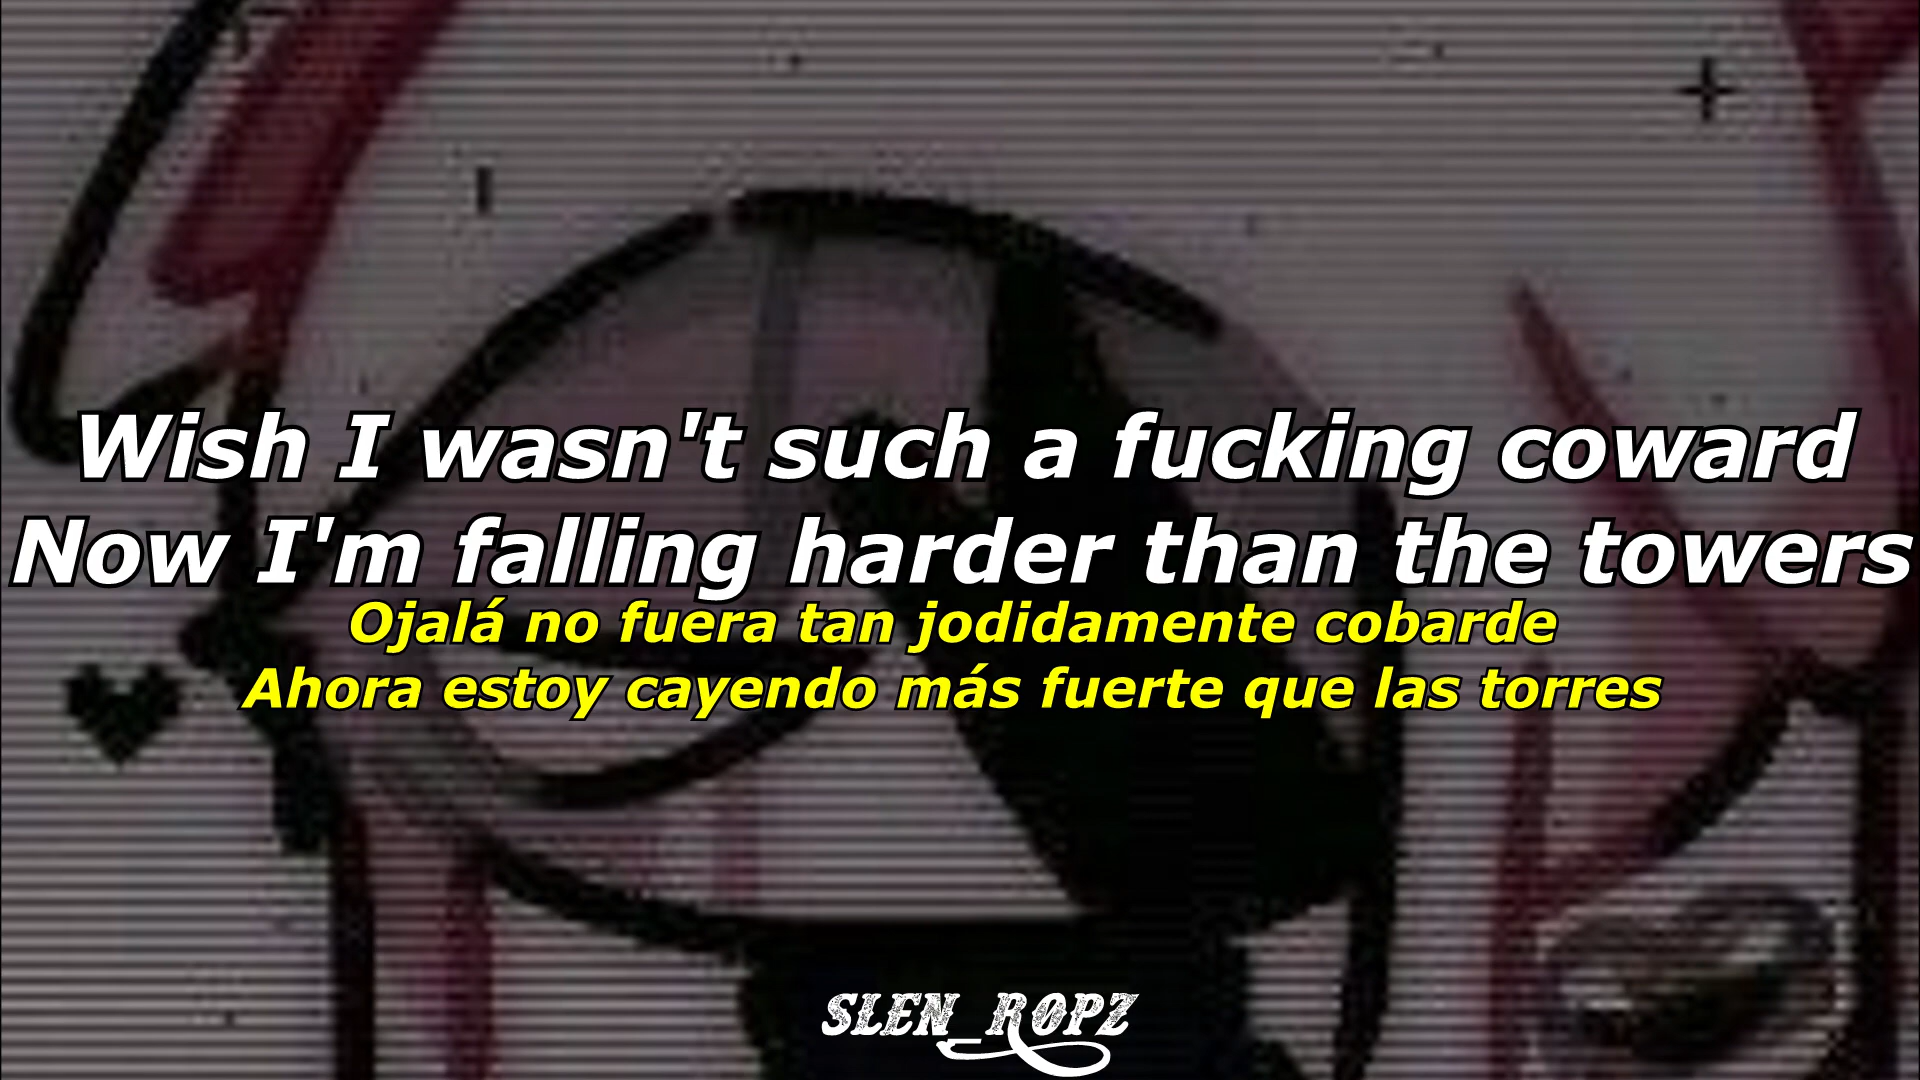 Wish I wasn't such a fucking coward
Now I'm falling harder than the towers
Ojalá no fuera tan jodidamente cobarde
Ahora estoy cayendo más fuerte que las torres
SLEN_ROPZ